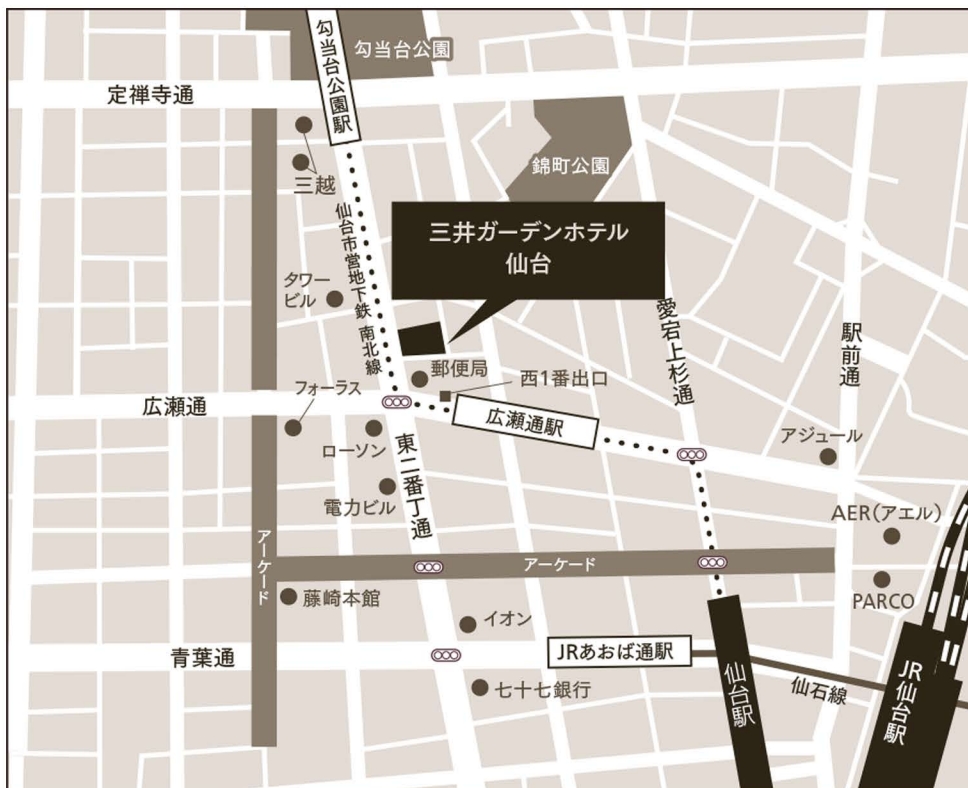 勾当台公園
勾当台公園駅
定禅寺通
三越
錦町公園
三井ガーデンホテル
仙台
仙台市営地下鉄 南北線
タワー
ビル
愛宕上杉通
駅前通
郵便局
西1番出口
フォーラス
広瀬通
広瀬通駅
ローソン
東二番丁通
アジュール
電力ビル
AER(アエル)
アーケード
アーケード
PARCO
藤崎本館
イオン
青葉通
JRあおば通駅
仙台駅
仙石線
JR仙台駅
七十七銀行